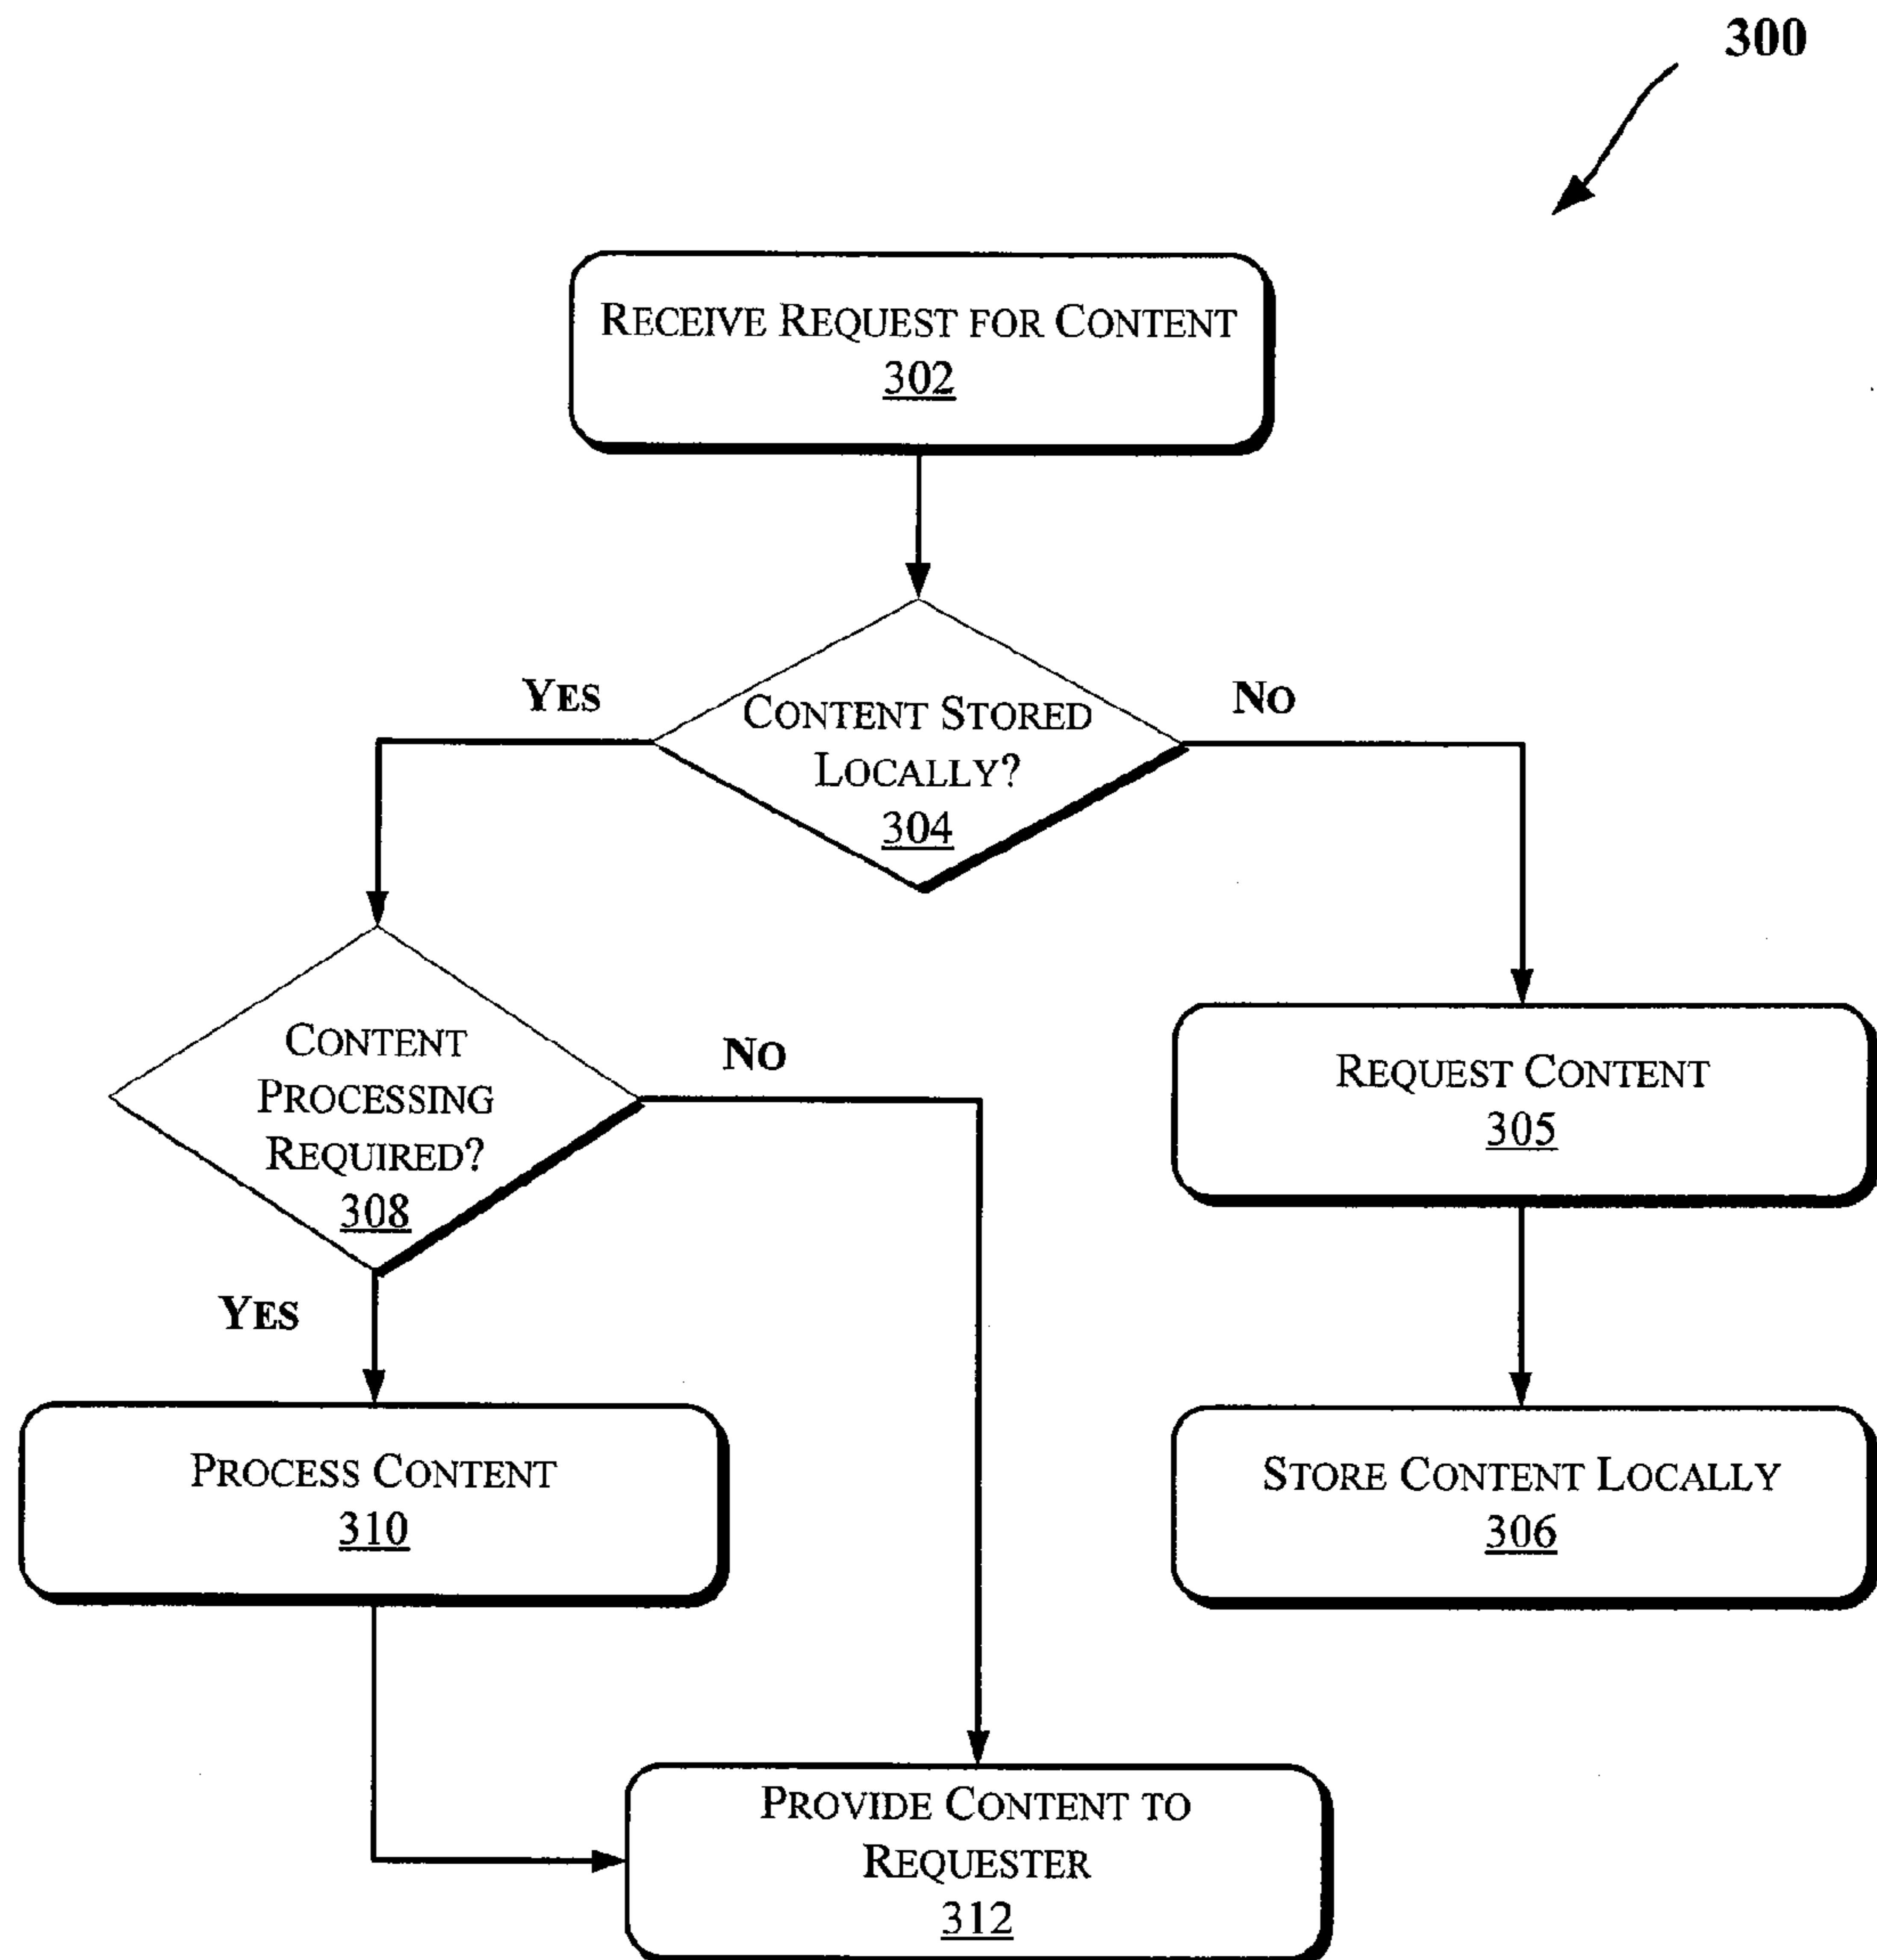 300
RECEIVE REQUEST FOR CONTENT
302
YES
NO
CONTENT STORED
LOCALLY?
304
CONTENT
PROCESSING
REQUIRED?
308
NO
YES
REQUEST CONTENT
305
PROCESS CONTENT
310
STORE CONTENT LOCALLY
306
PROVIDE CONTENT TO
REQUESTER
312